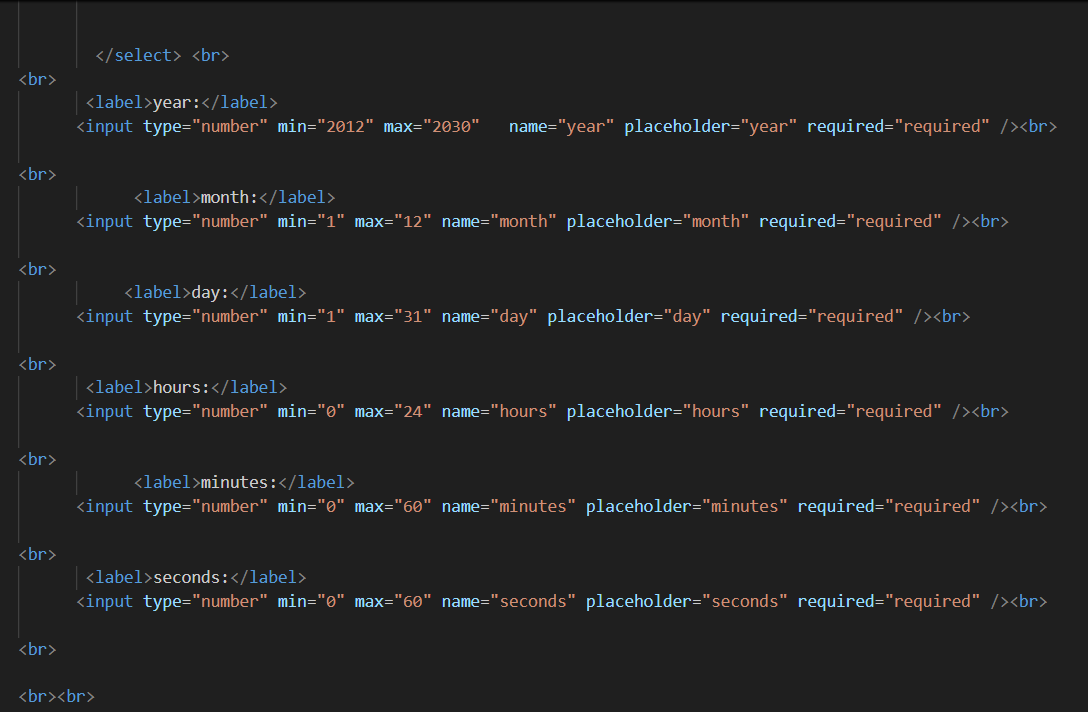 </select> <br>
<br>
<label>year:</label>
<input type="number" min="2012" max="2030"   name="year" placeholder="year" required="required" /><br>
<br>
<label>month:</label>
<input type="number" min="1" max="12" name="month" placeholder="month" required="required" /><br>
<br>
<label>day:</label>
<input type="number" min="1" max="31" name="day" placeholder="day" required="required" /><br>
<br>
<label>hours:</label>
<input type="number" min="0" max="24" name="hours" placeholder="hours" required="required" /><br>
<br>
<label>minutes:</label>
<input type="number" min="0" max="60" name="minutes" placeholder="minutes" required="required" /><br>
<br>
<label>seconds:</label>
<input type="number" min="0" max="60" name="seconds" placeholder="seconds" required="required" /><br>
<br>
<br><br>